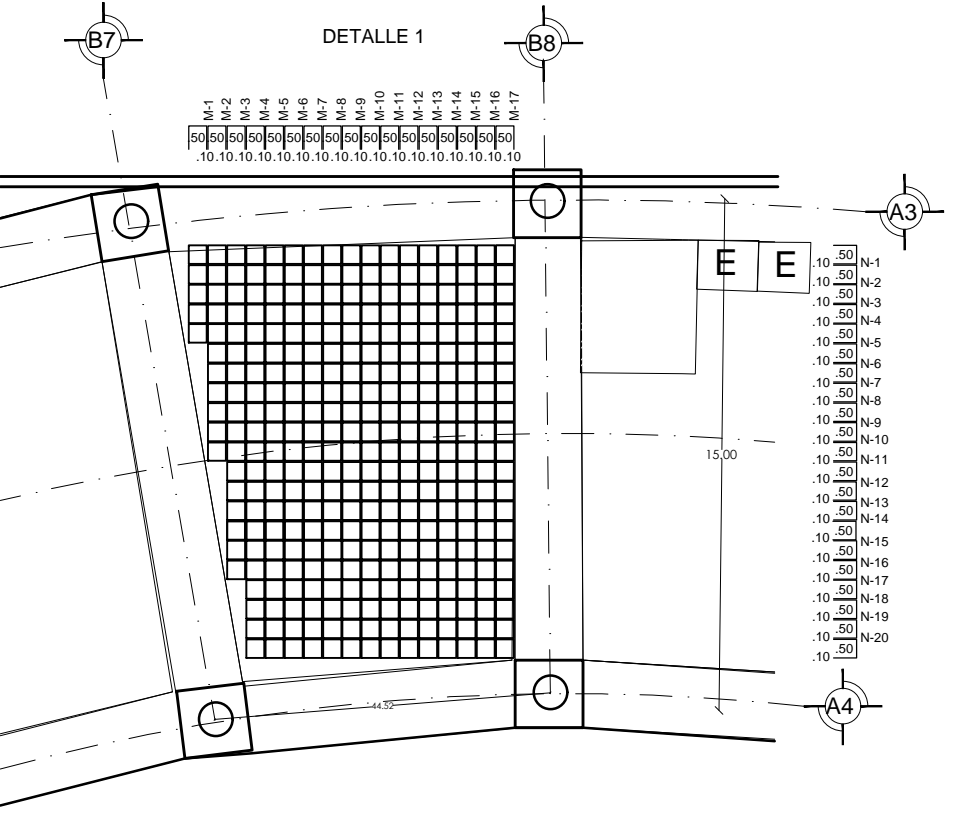 B7
DETALLE 1
B8
M-1
M-2
M-3
M-4
M-5
M-6
M-7
M-8
M-9
M-10
M-11
M-12
M-13
M-14
M-15
M-16
M-17
.50 .50 .50 .50 .50 .50 .50 .50 .50 .50 .50 .50 .50 .50 .50 .50 .50
.10 .10 .10 .10 .10 .10 .10 .10 .10 .10 .10 .10 .10 .10 .10 .10 .10
A3
E E
.50
.10 N-1
.50
.10 N-2
.50
.10 N-3
.50
.10 N-4
.50
.10 N-5
.50
.10 N-6
.50
.10 N-7
.50
.10 N-8
.50
.10 N-9
.50
.10 N-10
.50
.10 N-11
.50
.10 N-12
.50
.10 N-13
.50
.10 N-14
.50
.10 N-15
.50
.10 N-16
.50
.10 N-17
.50
.10 N-18
.50
.10 N-19
.50
.10 N-20
.50
.10
15.00
44.52
A4